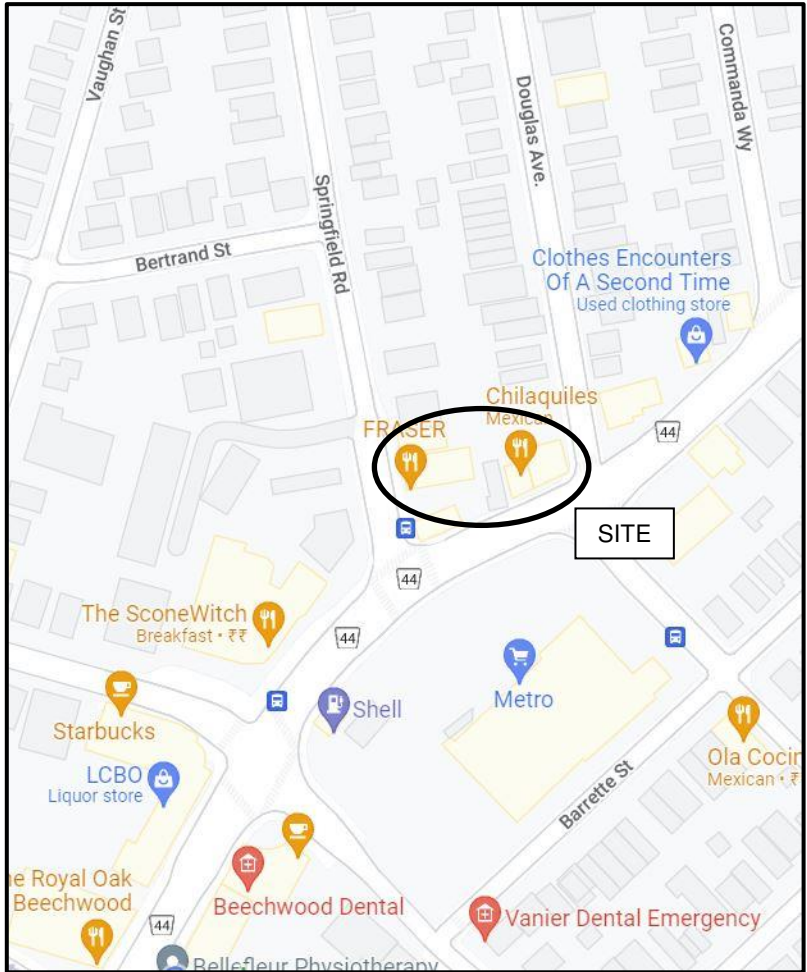 Vaughan St
Commanda Wy
Douglas Ave.
Springfield Rd
Bertrand St
Clothes Encounters
Of A Second Time
Used clothing store
Chilaquiles
Mexican
FRASER
44
SITE
44
The SconeWitch
Breakfast • ₹₹
44
Metro
Shell
Starbucks
LCBO
Liquor store
Ola Cocin
Mexican • ₹
Barrette St
e Royal Oak
Beechwood
Beechwood Dental
Vanier Dental Emergency
44
Bellefleur Physiotherapy